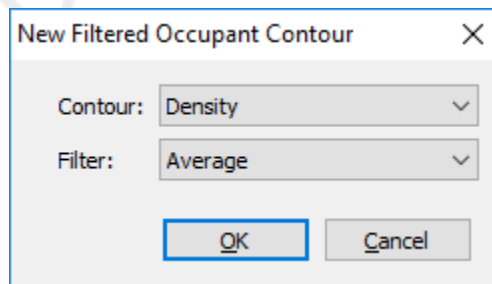 New Filtered Occupant Contour
Contour: Density
Filter: Average
OK Cancel